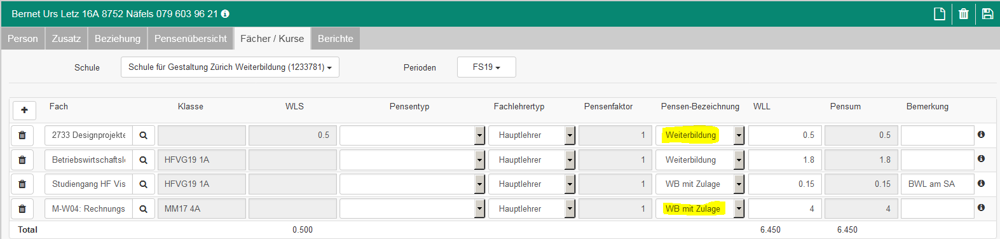 Bernet Urs Letz 16A 8752 Näfels 079 603 96 21
Person Zusatz Beziehung Pensenübersicht Fächer / Kurse Berichte
Schule Schule für Gestaltung Zürich Weiterbildung (1233781) Perioden FS19
Fach Klasse WLS Pensentyp Fachlehrertyp Pensenfaktor Pensen-Bezeichnung WLL Pensum Bemerkung
2733 Designprojekte 0.5 Hauptlehrer 1 Weiterbildung 0.5 0.5
Betriebswirtschaftsl HFVG19 1A Hauptlehrer 1 Weiterbildung 1.8 1.8
Studiengang HF Vis HFVG19 1A Hauptlehrer 1 WB mit Zulage 0.15 0.15 BWL am SA
M-W04: Rechnungs MM17 4A Hauptlehrer 1 WB mit Zulage 4 4
Total 0.500 6.450 6.450